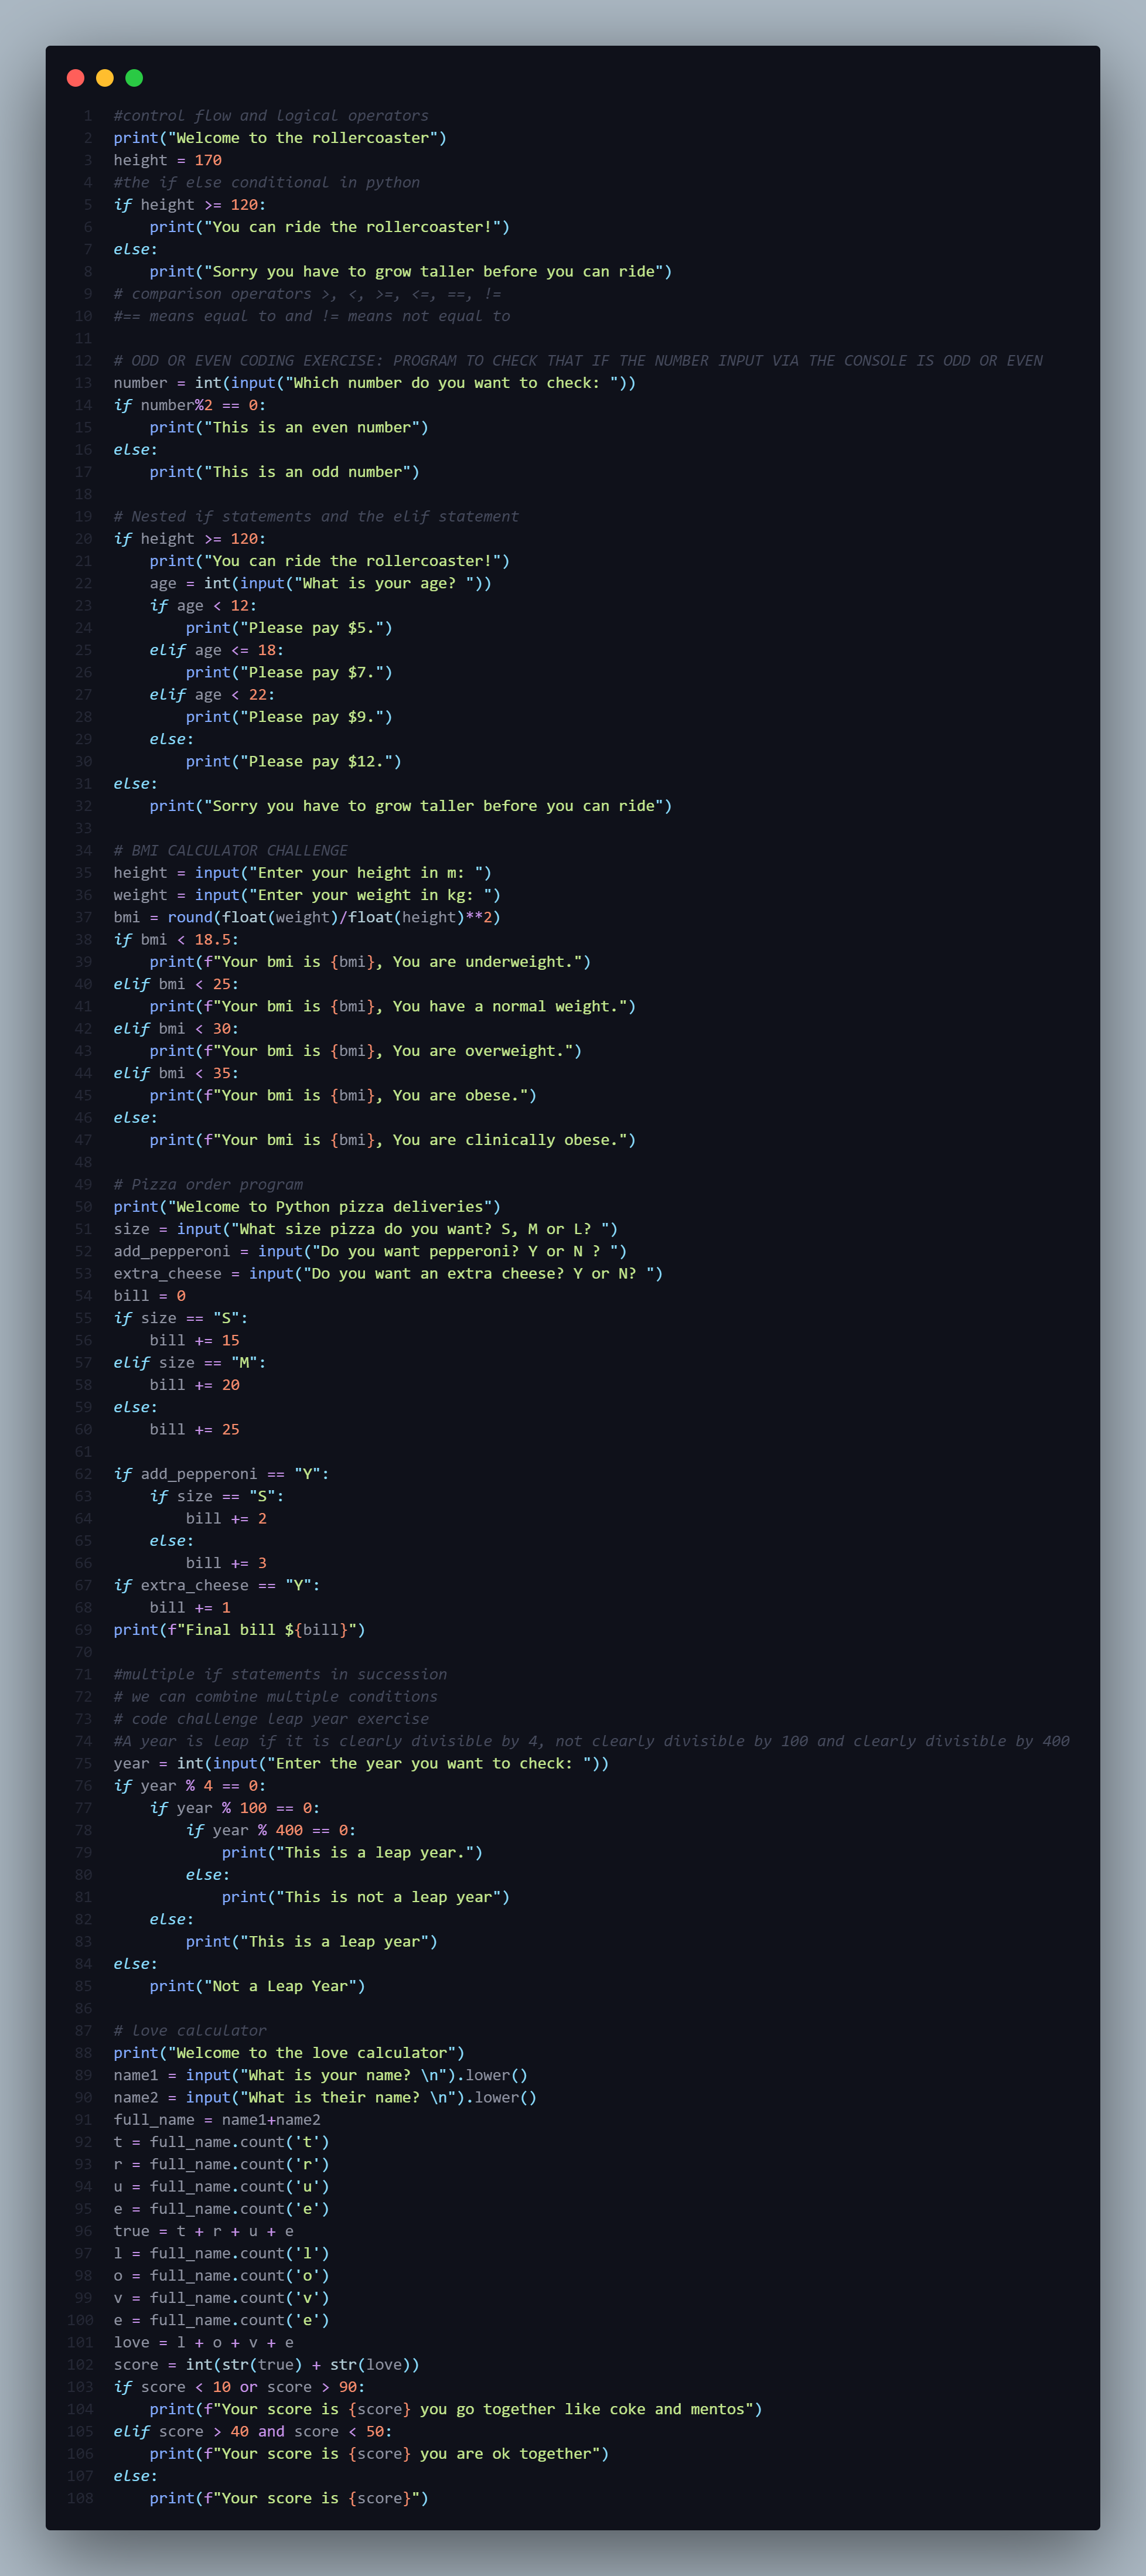 1 #control flow and logical operators
2 print("Welcome to the rollercoaster")
3 height = 170
4 #the if else conditional in python
5 if height >= 120:
6     print("You can ride the rollercoaster!")
7 else:
8     print("Sorry you have to grow taller before you can ride")
9 # comparison operators >, <, >=, <=, ==, !=
10 #== means equal to and != means not equal to
11
12 # ODD OR EVEN CODING EXERCISE: PROGRAM TO CHECK THAT IF THE NUMBER INPUT VIA THE CONSOLE IS ODD OR EVEN
13 number = int(input("Which number do you want to check: "))
14 if number%2 == 0:
15     print("This is an even number")
16 else:
17     print("This is an odd number")
18
19 # Nested if statements and the elif statement
20 if height >= 120:
21     print("You can ride the rollercoaster!")
22     age = int(input("What is your age? "))
23     if age < 12:
24         print("Please pay $5.")
25     elif age <= 18:
26         print("Please pay $7.")
27     elif age < 22:
28         print("Please pay $9.")
29     else:
30         print("Please pay $12.")
31 else:
32     print("Sorry you have to grow taller before you can ride")
33
34 # BMI CALCULATOR CHALLENGE
35 height = input("Enter your height in m: ")
36 weight = input("Enter your weight in kg: ")
37 bmi = round(float(weight)/float(height)**2)
38 if bmi < 18.5:
39     print(f"Your bmi is {bmi}, You are underweight.")
40 elif bmi < 25:
41     print(f"Your bmi is {bmi}, You have a normal weight.")
42 elif bmi < 30:
43     print(f"Your bmi is {bmi}, You are overweight.")
44 elif bmi < 35:
45     print(f"Your bmi is {bmi}, You are obese.")
46 else:
47     print(f"Your bmi is {bmi}, You are clinically obese.")
48
49 # Pizza order program
50 print("Welcome to Python pizza deliveries")
51 size = input("What size pizza do you want? S, M or L? ")
52 add_pepperoni = input("Do you want pepperoni? Y or N ? ")
53 extra_cheese = input("Do you want an extra cheese? Y or N? ")
54 bill = 0
55 if size == "S":
56     bill += 15
57 elif size == "M":
58     bill += 20
59 else:
60     bill += 25
61
62 if add_pepperoni == "Y":
63     if size == "S":
64         bill += 2
65     else:
66         bill += 3
67 if extra_cheese == "Y":
68     bill += 1
69 print(f"Final bill ${bill}")
70
71 #multiple if statements in succession
72 # we can combine multiple conditions
73 # code challenge leap year exercise
74 #A year is leap if it is clearly divisible by 4, not clearly divisible by 100 and clearly divisible by 400
75 year = int(input("Enter the year you want to check: "))
76 if year % 4 == 0:
77     if year % 100 == 0:
78         if year % 400 == 0:
79             print("This is a leap year.")
80         else:
81             print("This is not a leap year")
82     else:
83         print("This is a leap year")
84 else:
85     print("Not a Leap Year")
86
87 # love calculator
88 print("Welcome to the love calculator")
89 name1 = input("What is your name? \n").lower()
90 name2 = input("What is their name? \n").lower()
91 full_name = name1+name2
92 t = full_name.count('t')
93 r = full_name.count('r')
94 u = full_name.count('u')
95 e = full_name.count('e')
96 true = t + r + u + e
97 l = full_name.count('l')
98 o = full_name.count('o')
99 v = full_name.count('v')
100 e = full_name.count('e')
101 love = l + o + v + e
102 score = int(str(true) + str(love))
103 if score < 10 or score > 90:
104     print(f"Your score is {score} you go together like coke and mentos")
105 elif score > 40 and score < 50:
106     print(f"Your score is {score} you are ok together")
107 else:
108     print(f"Your score is {score}")